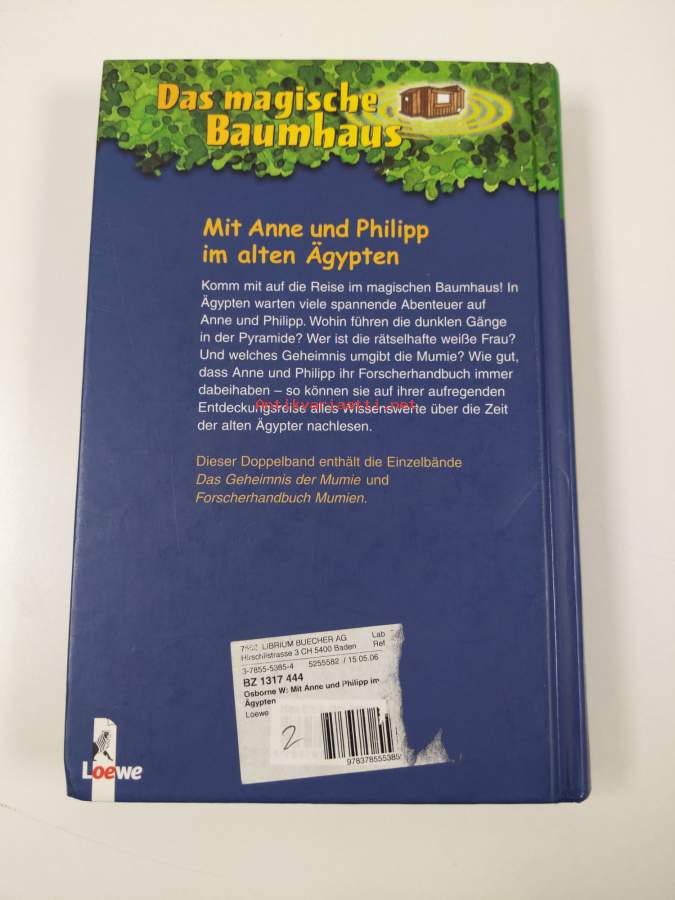 Das magische
Baumhaus
Mit Anne und Philipp
im alten Ägypten
Komm mit auf die Reise im magischen Baumhaus! In
Ägypten warten viele spannende Abenteuer auf
Anne und Philipp. Wohin führen die dunklen Gänge
in der Pyramide? Wer ist die rätselhafte weiße Frau?
Und welches Geheimnis umgibt die Mumie? Wie gut,
dass Anne und Philipp ihr Forscherhandbuch immer
dabeihaben – so können sie auf ihrer aufregenden
Antikvariaatti.net
Entdeckungsreise alles Wissenswerte über die Zeit
der alten Ägypter nachlesen.
Dieser Doppelband enthält die Einzelbände
Das Geheimnis der Mumie und
Forscherhandbuch Mumien.
LIBRIUM BUECHER AG Lab
Hirschlistrasse 3 CH 5400 Baden Ref
3-7855-5385-4 5255582 / 15.05.06
BZ 1317 444
Osborne W: Mit Anne und Philipp im
Ägypten
Loewe
2
978378555385
Loewe